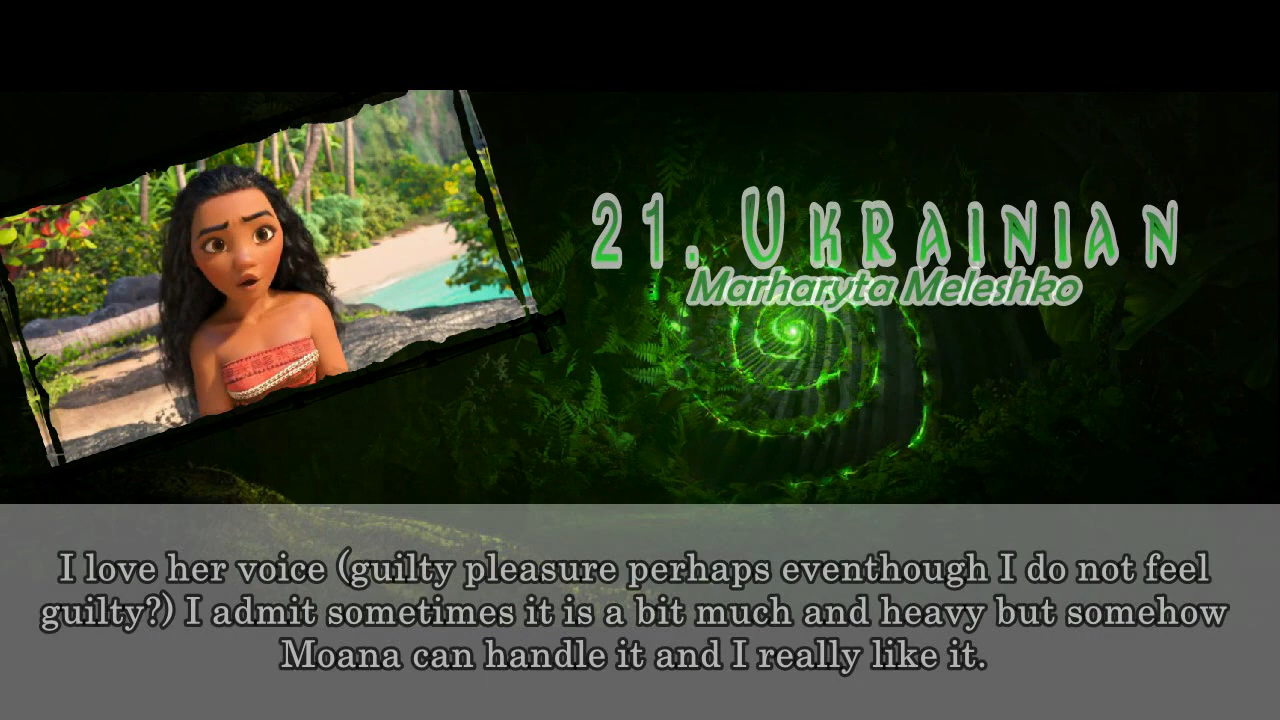 21. Ukrainian
Marharyta Meleshko
I love her voice (guilty pleasure perhaps eventhough I do not feel
guilty?) I admit sometimes it is a bit much and heavy but somehow
Moana can handle it and I really like it.